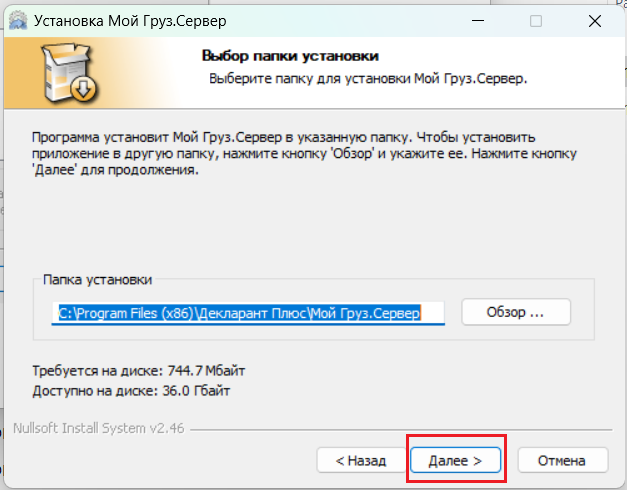 Установка Мой Груз.Сервер
Выбор папки установки
Выберите папку для установки Мой Груз.Сервер.
Программа установит Мой Груз.Сервер в указанную папку. Чтобы установить
приложение в другую папку, нажмите кнопку 'Обзор' и укажите ее. Нажмите кнопку
'Далее' для продолжения.
Папка установки
C:\Program Files (x86)\Декларант Плюс\Мой Груз.Сервер
Обзор ...
Требуется на диске: 744.7 Мбайт
Доступно на диске: 36.0 Гбайт
Nullsoft Install System v2.46
< Назад
Далее >
Отмена